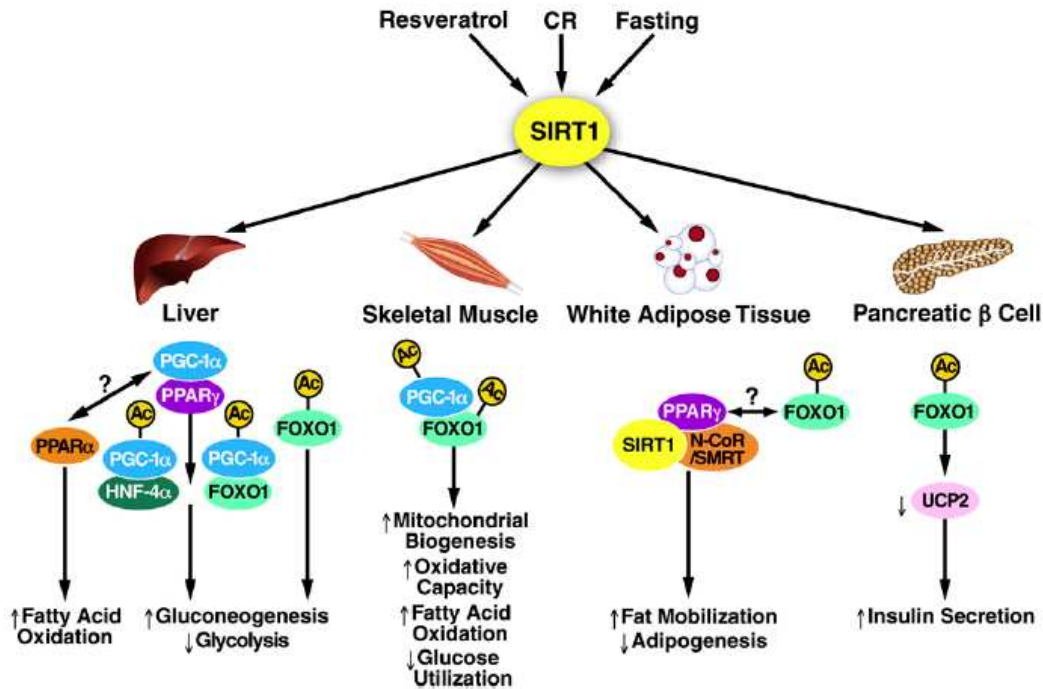 Resveratrol CR Fasting
SIRT1
Liver Skeletal Muscle White Adipose Tissue Pancreatic β Cell
PGC-1α
?
PPARγ
Ac
Ac
PPARα
PGC-1α
HNF-4α
PGC-1α
FOXO1
Ac
FOXO1
↑Fatty Acid
Oxidation
↑Gluconeogenesis
↓Glycolysis
Ac
PGC-1α
Ac
FOXO1
↑Mitochondrial
Biogenesis
↑Oxidative
Capacity
↑Fatty Acid
Oxidation
↓Glucose
Utilization
PPARγ
?
Ac
FOXO1
SIRT1
N-CoR
/SMRT
↑Fat Mobilization
↓Adipogenesis
Ac
FOXO1
↓ UCP2
↑Insulin Secretion